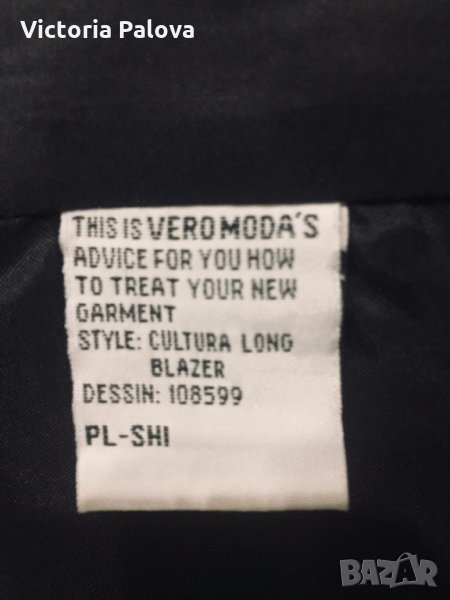 Victoria Palova
THIS IS VERO MODA'S
ADVICE FOR YOU HOW
TO TREAT YOUR NEW
GARMENT
STYLE: CULTURA LONG
BLAZER
DESSIN: 108599
PL-SHI
BAZAR